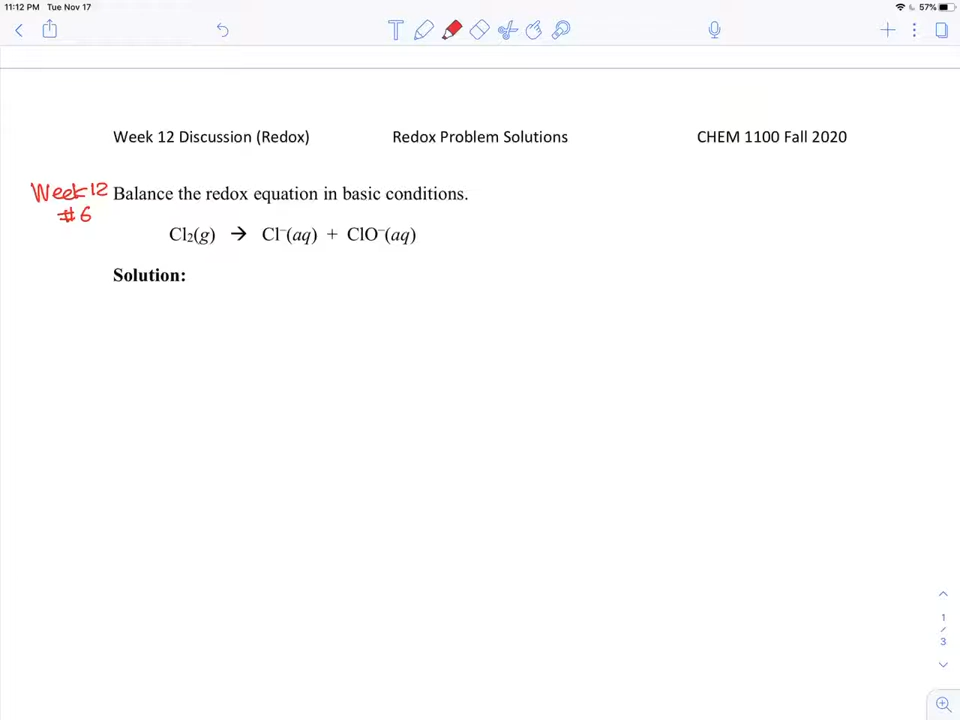 11:12 PM Tue Nov 17
57%
T
Week 12 Discussion (Redox) Redox Problem Solutions CHEM 1100 Fall 2020
Week 12 Balance the redox equation in basic conditions.
#6
Cl₂(g) → Cl⁻(aq) + ClO⁻(aq)
Solution:
1
/
3